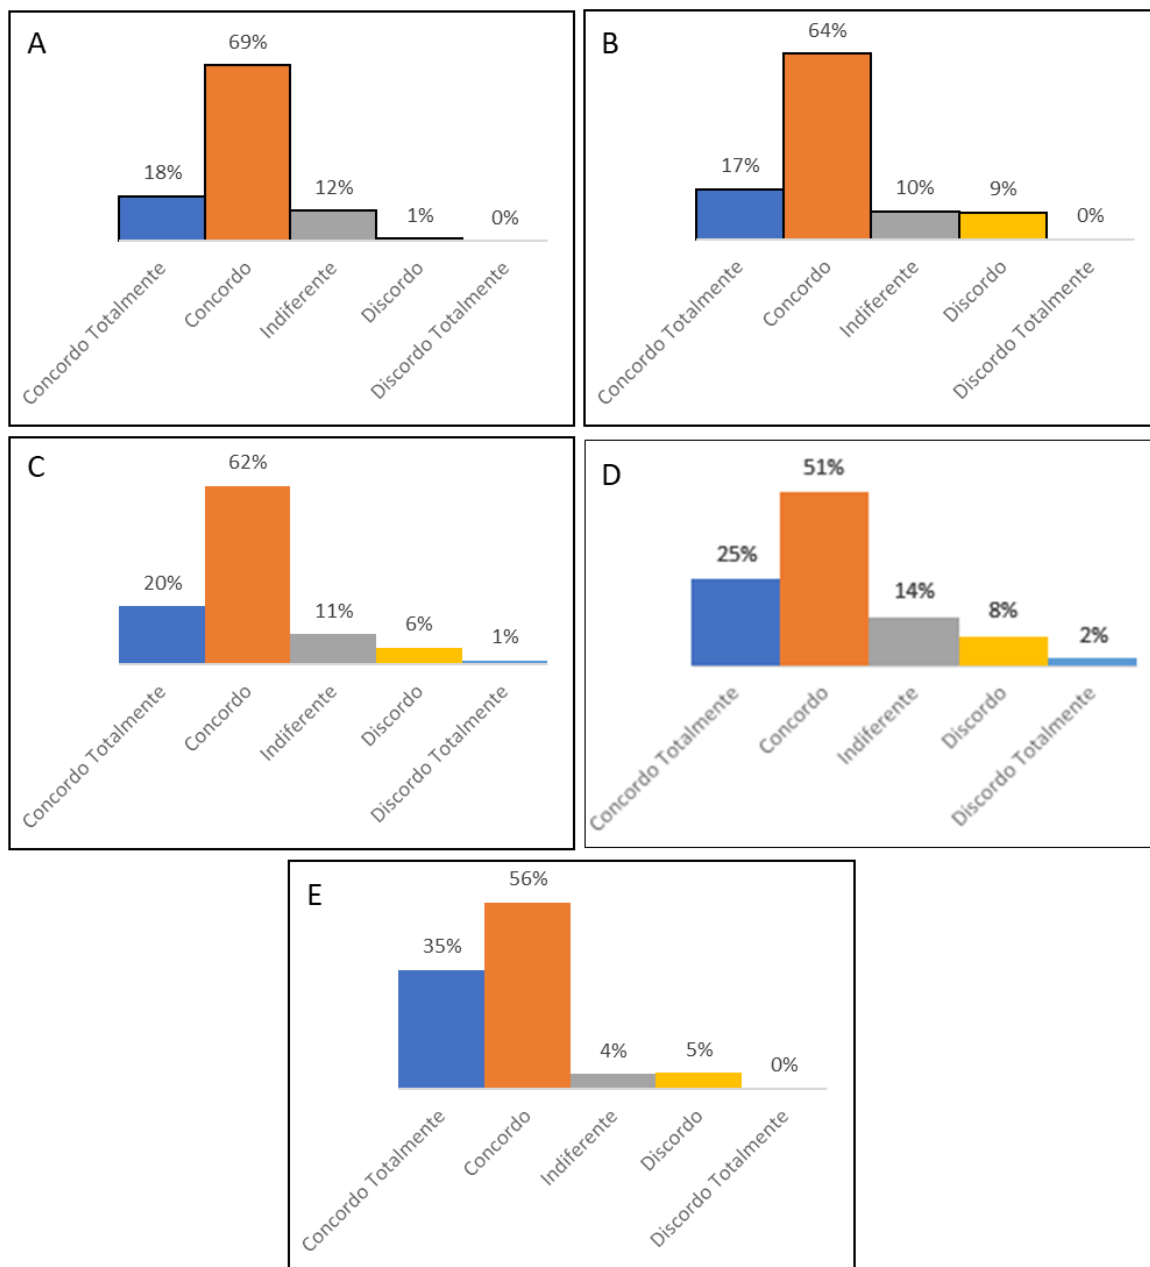 A
69%
18%
12%
1%
0%
Concordo Totalmente
Concordo
Indiferente
Discordo
Discordo Totalmente
B
64%
17%
10%
9%
0%
Concordo Totalmente
Concordo
Indiferente
Discordo
Discordo Totalmente
C
62%
20%
11%
6%
1%
Concordo Totalmente
Concordo
Indiferente
Discordo
Discordo Totalmente
D
51%
25%
14%
8%
2%
Concordo Totalmente
Concordo
Indiferente
Discordo
Discordo Totalmente
E
56%
35%
4%
5%
0%
Concordo Totalmente
Concordo
Indiferente
Discordo
Discordo Totalmente